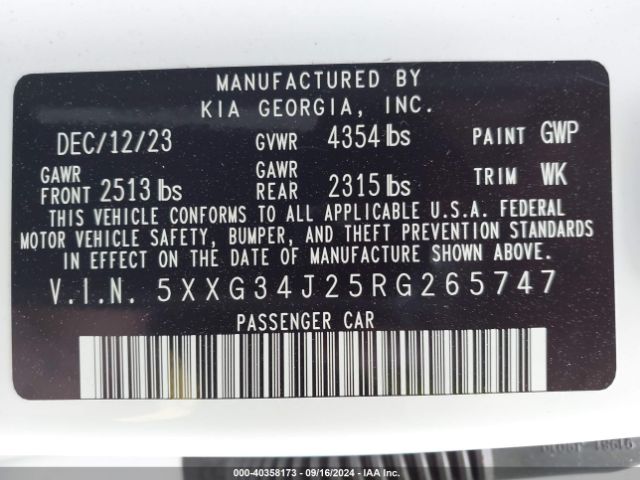 MANUFACTURED BY
KIA GEORGIA, INC.
DEC/12/23 GVWR 4354 lbs PAINT GWP
GAWR FRONT 2513 lbs GAWR REAR 2315 lbs TRIM WK
THIS VEHICLE CONFORMS TO ALL APPLICABLE U.S.A. FEDERAL
MOTOR VEHICLE SAFETY, BUMPER, AND THEFT PREVENTION STANDARDS
IN EFFECT ON THE DATE OF MANUFACTURE SHOWN ABOVE.
V.I.N. 5XXG34J25RG265747
PASSENGER CAR
000-40358173 - 09/16/2024 - IAA Inc.